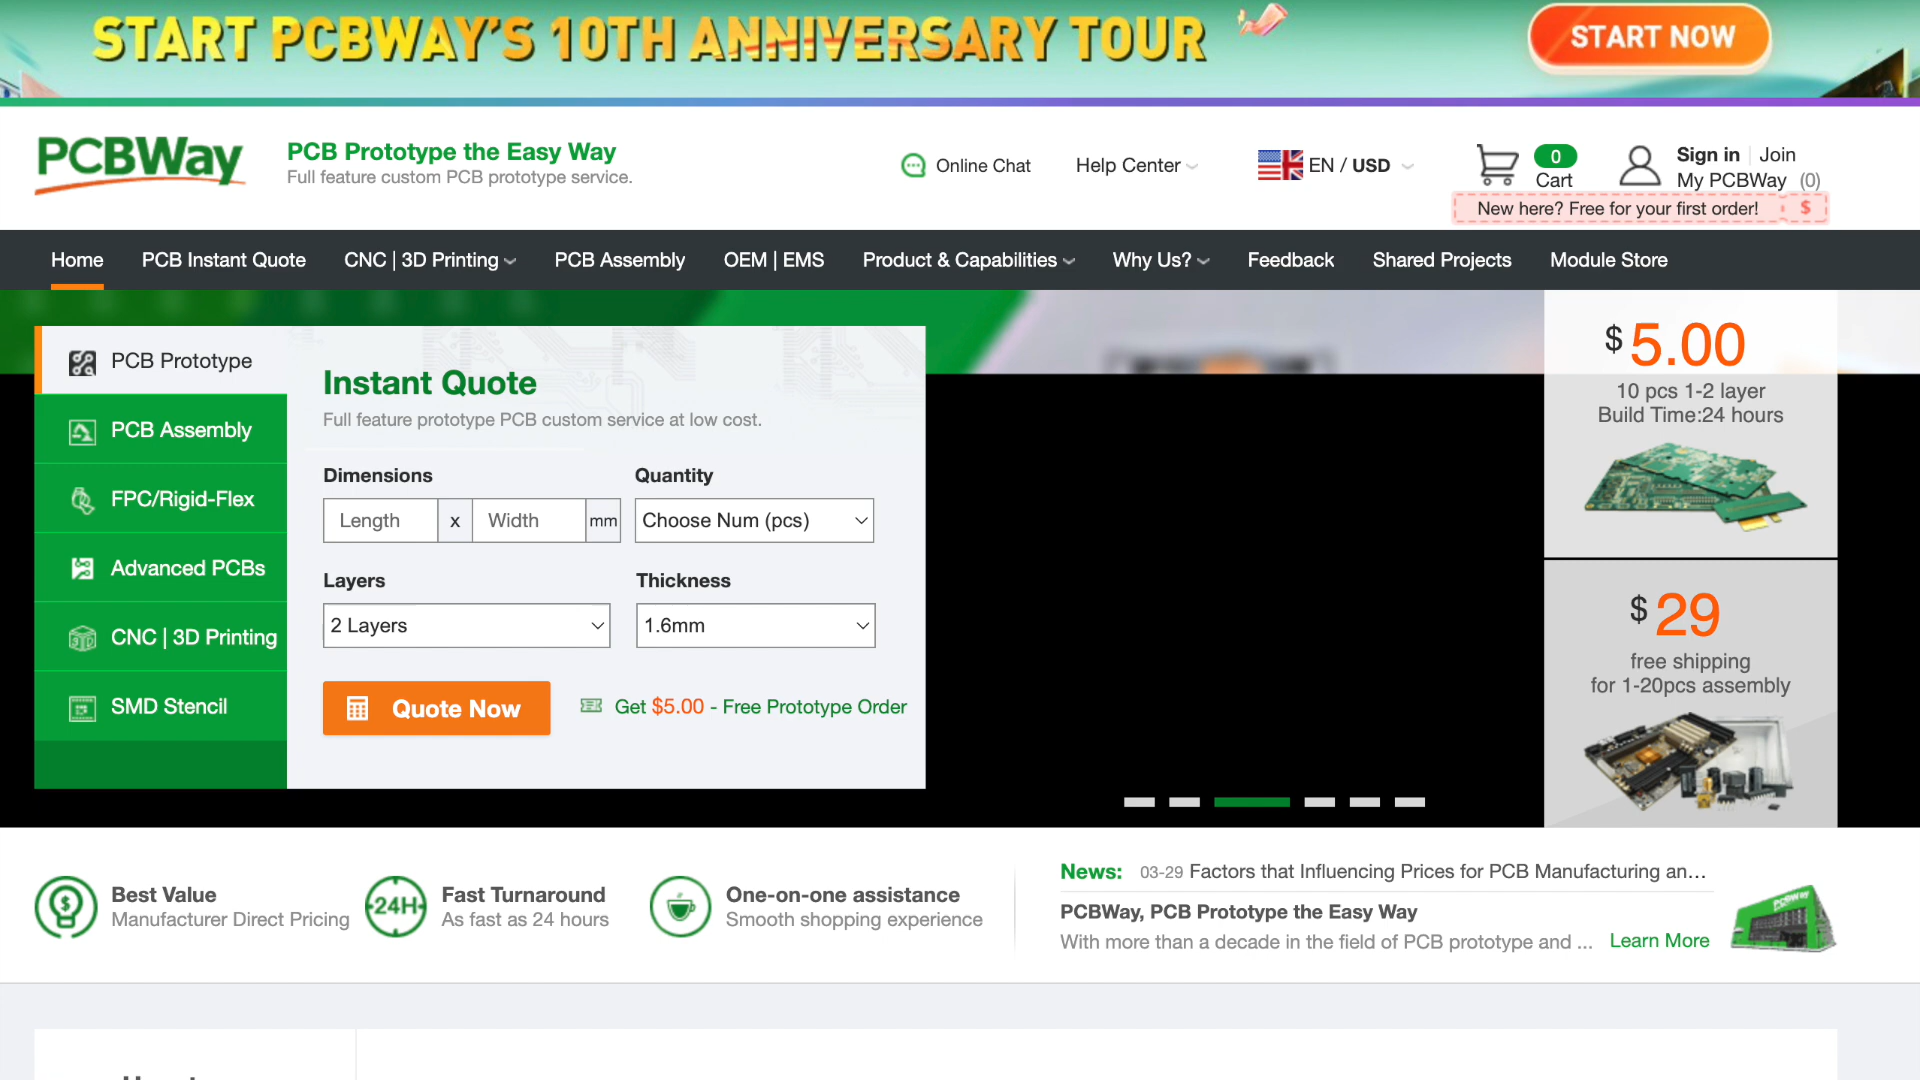 START PCBWAY'S 10TH ANNIVERSARY TOUR
START NOW
PCBWay
PCB Prototype the Easy Way
Full feature custom PCB prototype service.
Online Chat
Help Center
EN / USD
0
Cart
Sign in
Join
My PCBWay (0)
New here? Free for your first order! $
Home
PCB Instant Quote
CNC | 3D Printing
PCB Assembly
OEM | EMS
Product & Capabilities
Why Us?
Feedback
Shared Projects
Module Store
PCB Prototype
PCB Assembly
FPC/Rigid-Flex
Advanced PCBs
CNC | 3D Printing
SMD Stencil
Instant Quote
Full feature prototype PCB custom service at low cost.
Dimensions
Quantity
Length x Width mm
Choose Num (pcs)
Layers
Thickness
2 Layers
1.6mm
Quote Now
Get $5.00 - Free Prototype Order
$ 5.00
10 pcs 1-2 layer
Build Time:24 hours
$ 29
free shipping
for 1-20pcs assembly
Best Value
Manufacturer Direct Pricing
24H
Fast Turnaround
As fast as 24 hours
One-on-one assistance
Smooth shopping experience
News: 03-29 Factors that Influencing Prices for PCB Manufacturing an...
PCBWay, PCB Prototype the Easy Way
With more than a decade in the field of PCB prototype and ... Learn More
PCBWay